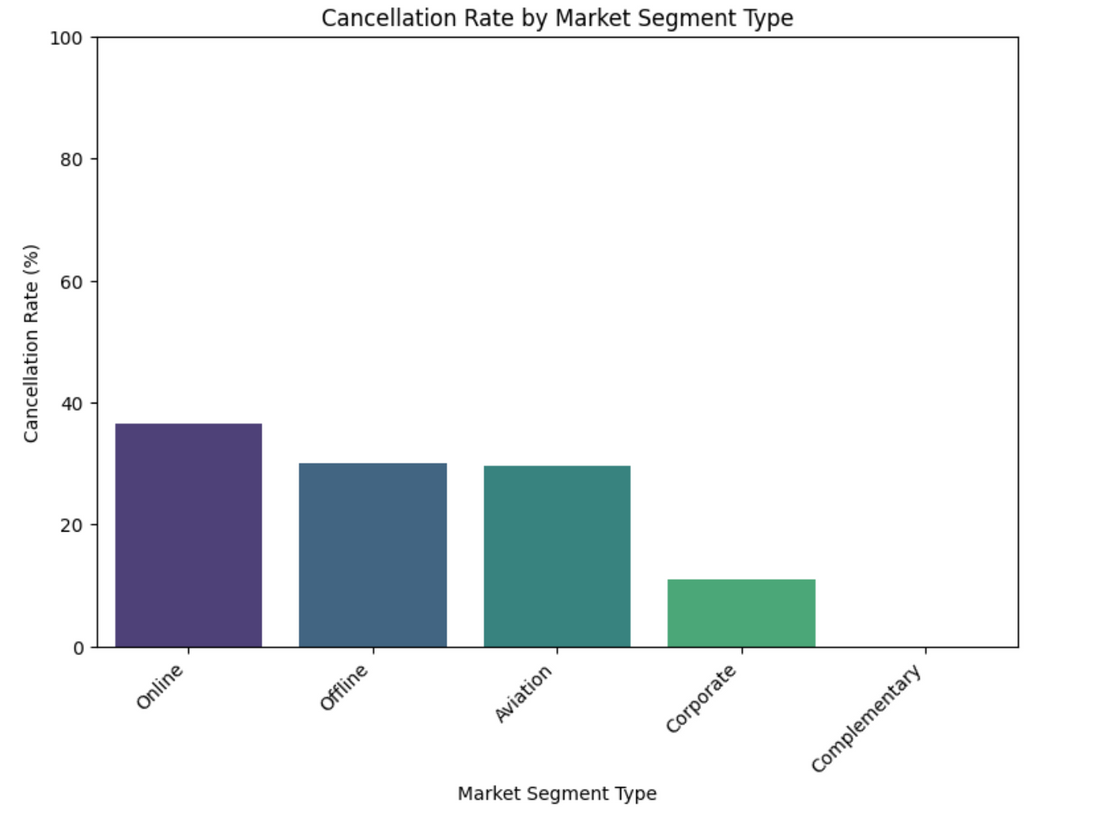 Cancellation Rate by Market Segment Type
100
80
60
40
20
0
Cancellation Rate (%)
Online
Offline
Aviation
Corporate
Complementary
Market Segment Type